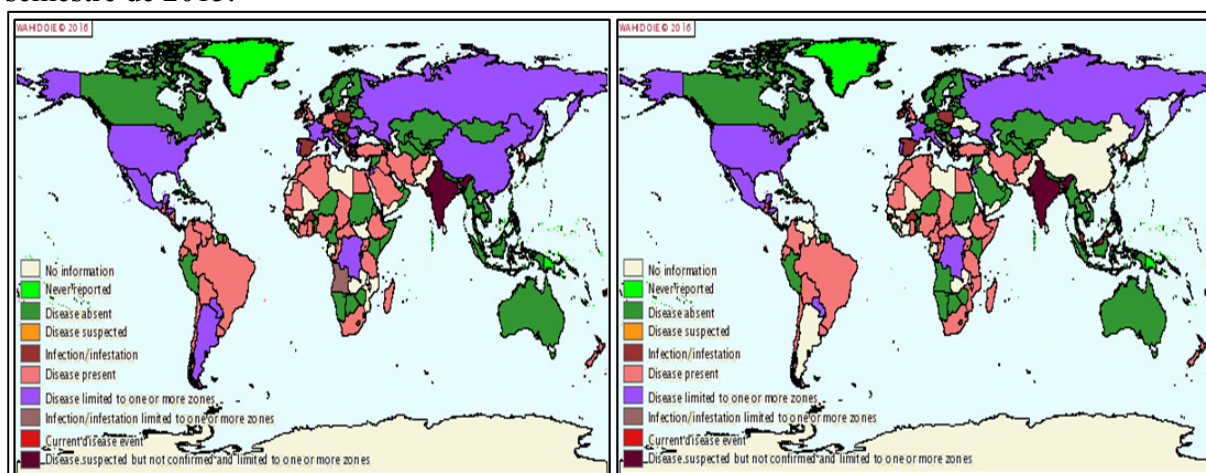 semestre de 2015.
WAHIDOIE © 2016
No information
Never reported
Disease absent
Disease suspected
Infection/infestation
Disease present
Disease limited to one or more zones
Infection/infestation limited to one or more zones
Current disease event
Disease suspected but not confirmed and limited to one or more zones
WAHIDOIE © 2016
No information
Never reported
Disease absent
Disease suspected
Infection/infestation
Disease present
Disease limited to one or more zones
Infection/infestation limited to one or more zones
Current disease event
Disease suspected but not confirmed and limited to one or more zones